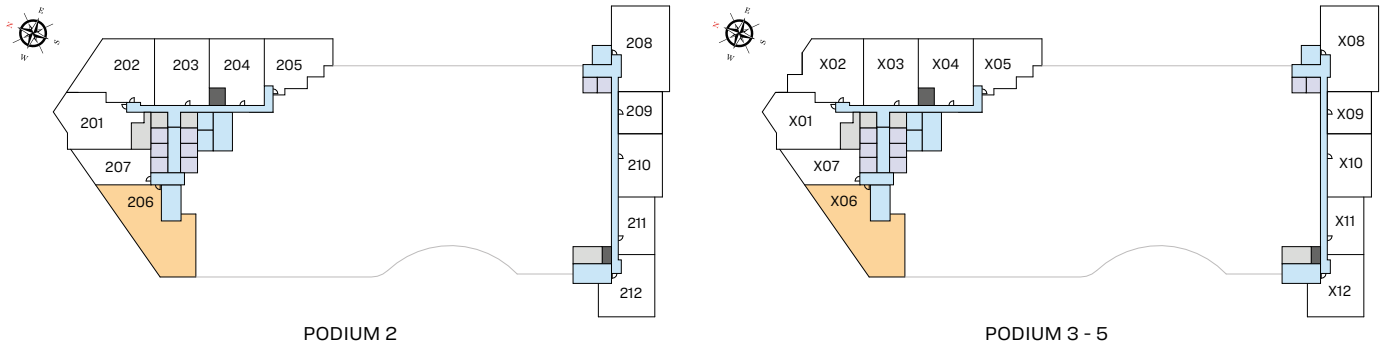 E
N
S
W
202
203
204
205
201
207
206
208
209
210
211
212
PODIUM 2
E
N
S
W
X02
X03
X04
X05
X01
X07
X06
X08
X09
X10
X11
X12
PODIUM 3 - 5